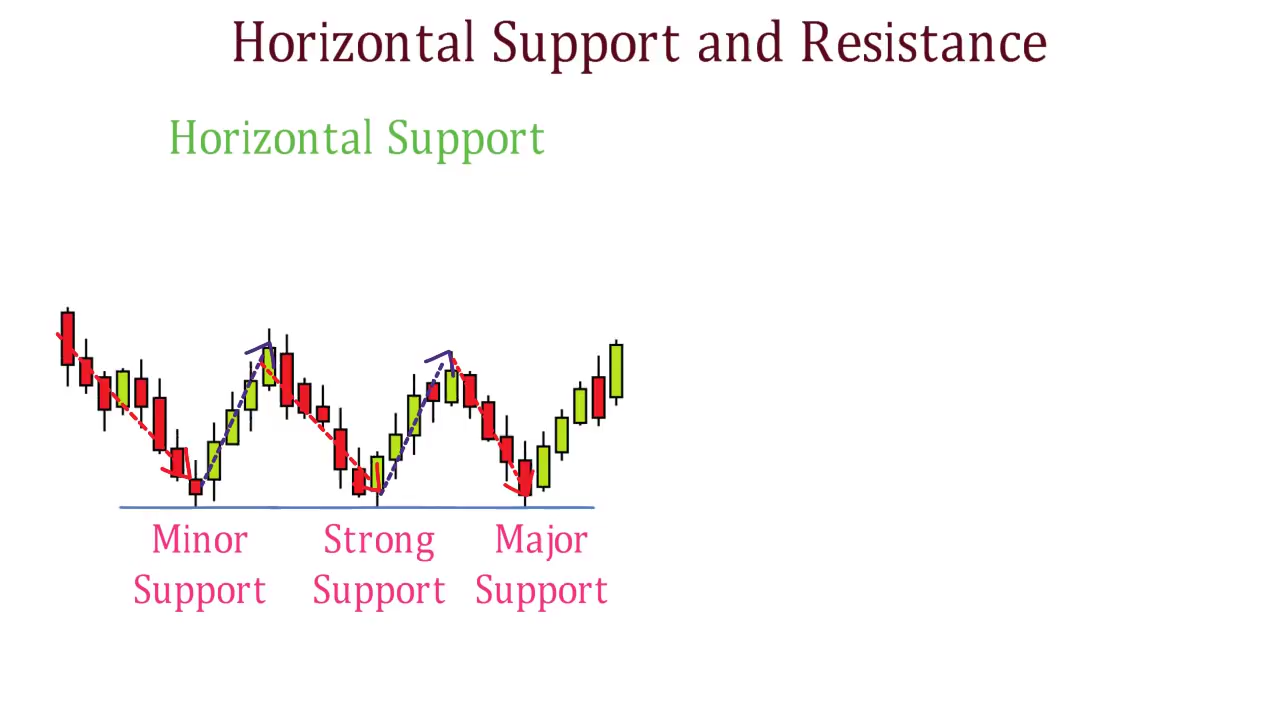 Horizontal Support and Resistance
Horizontal Support
Minor
Support
Strong
Support
Major
Support